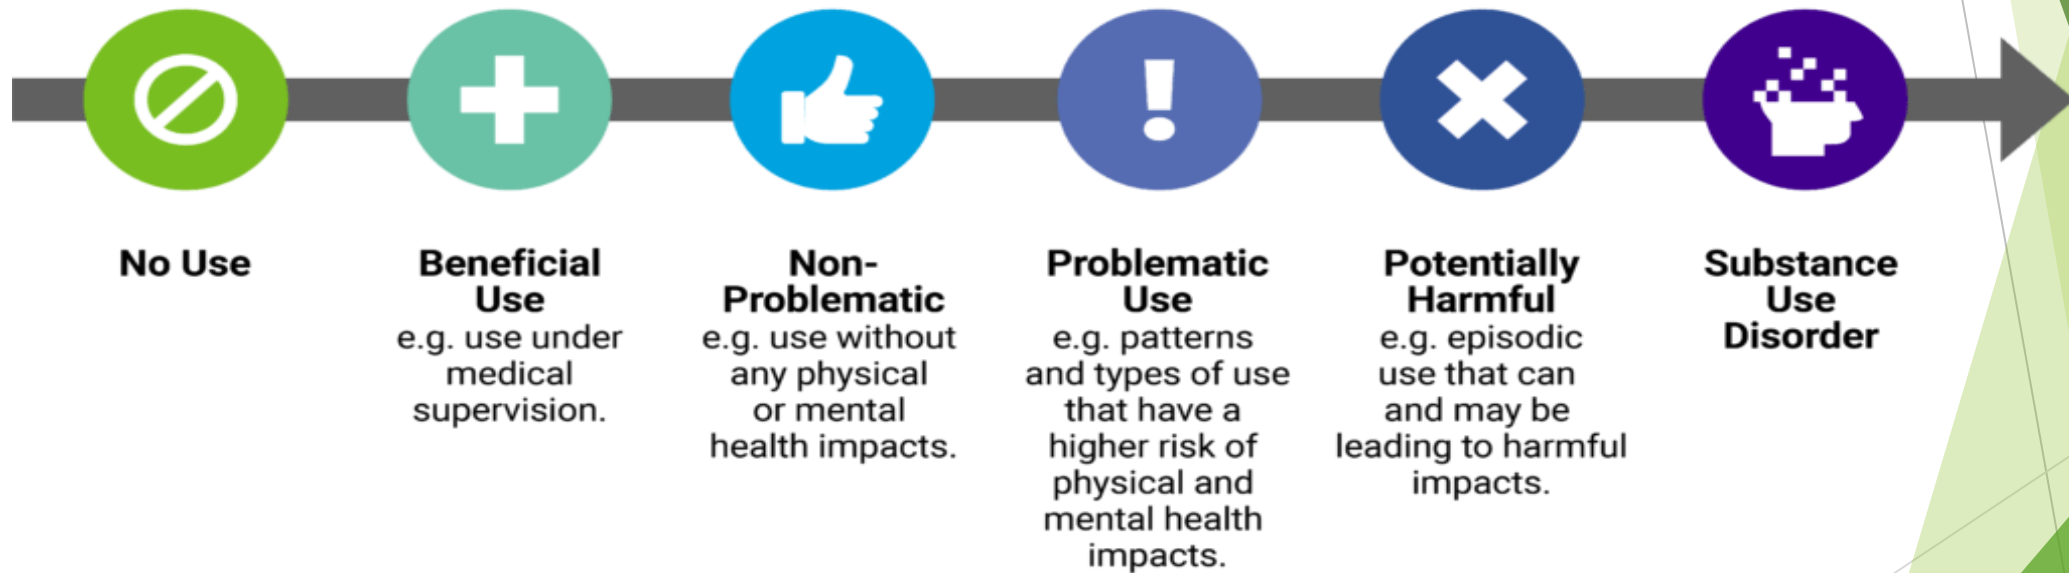 No Use
Beneficial
Use
e.g. use under
medical
supervision.
Non-
Problematic
e.g. use without
any physical
or mental
health impacts.
Problematic
Use
e.g. patterns
and types of use
that have a
higher risk of
physical and
mental health
impacts.
Potentially
Harmful
e.g. episodic
use that can
and may be
leading to harmful
impacts.
Substance
Use
Disorder